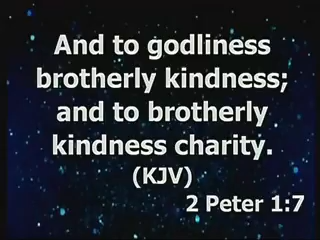 And to godliness
brotherly kindness;
and to brotherly
kindness charity.
(KJV)
2 Peter 1:7